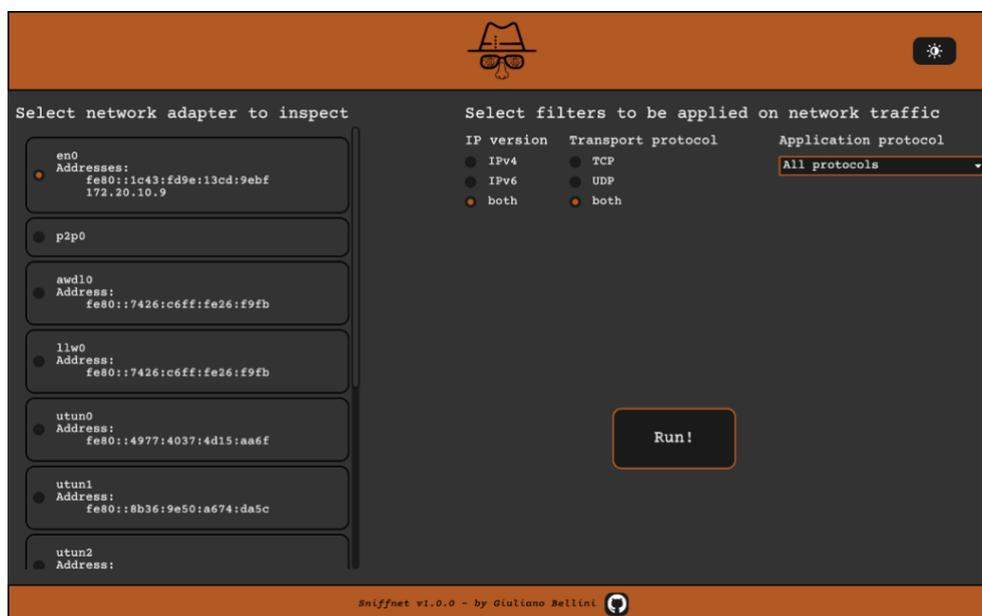 Select network adapter to inspect
en0
Addresses:
fe80::1c43:fd9e:13cd:9ebf
172.20.10.9
p2p0
awdl0
Address:
fe80::7426:c6ff:fe26:f9fb
llw0
Address:
fe80::7426:c6ff:fe26:f9fb
utun0
Address:
fe80::4977:4037:4d15:aa6f
utun1
Address:
fe80::8b36:9e50:a674:da5c
utun2
Address:
Select filters to be applied on network traffic
IP version
IPv4
IPv6
both
Transport protocol
TCP
UDP
both
Application protocol
All protocols
Run!
Sniffnet v1.0.0 - by Giuliano Bellini